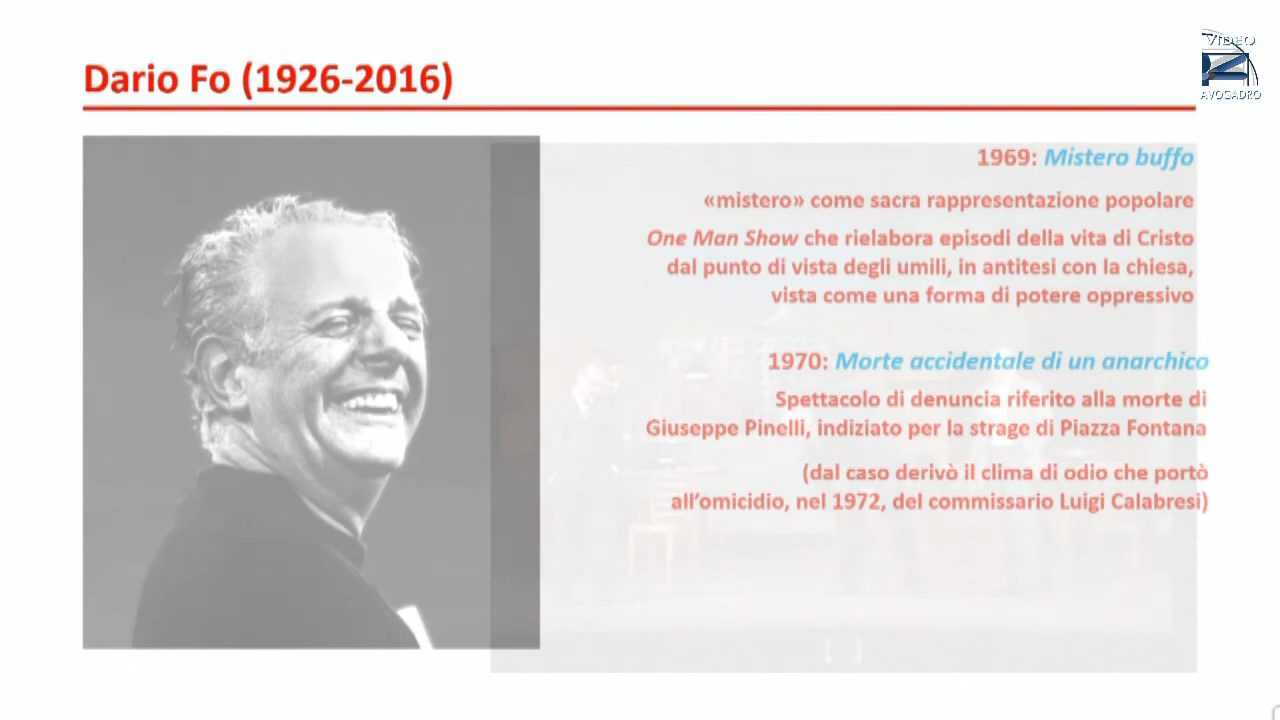 Dario Fo (1926-2016)
VIDEO
AVOGADRO
1969: Mistero buffo
«mistero» come sacra rappresentazione popolare
One Man Show che rielabora episodi della vita di Cristo
dal punto di vista degli umili, in antitesi con la chiesa,
vista come una forma di potere oppressivo
1970: Morte accidentale di un anarchico
Spettacolo di denuncia riferito alla morte di
Giuseppe Pinelli, indiziato per la strage di Piazza Fontana
(dal caso derivò il clima di odio che portò
all'omicidio, nel 1972, del commissario Luigi Calabresi)